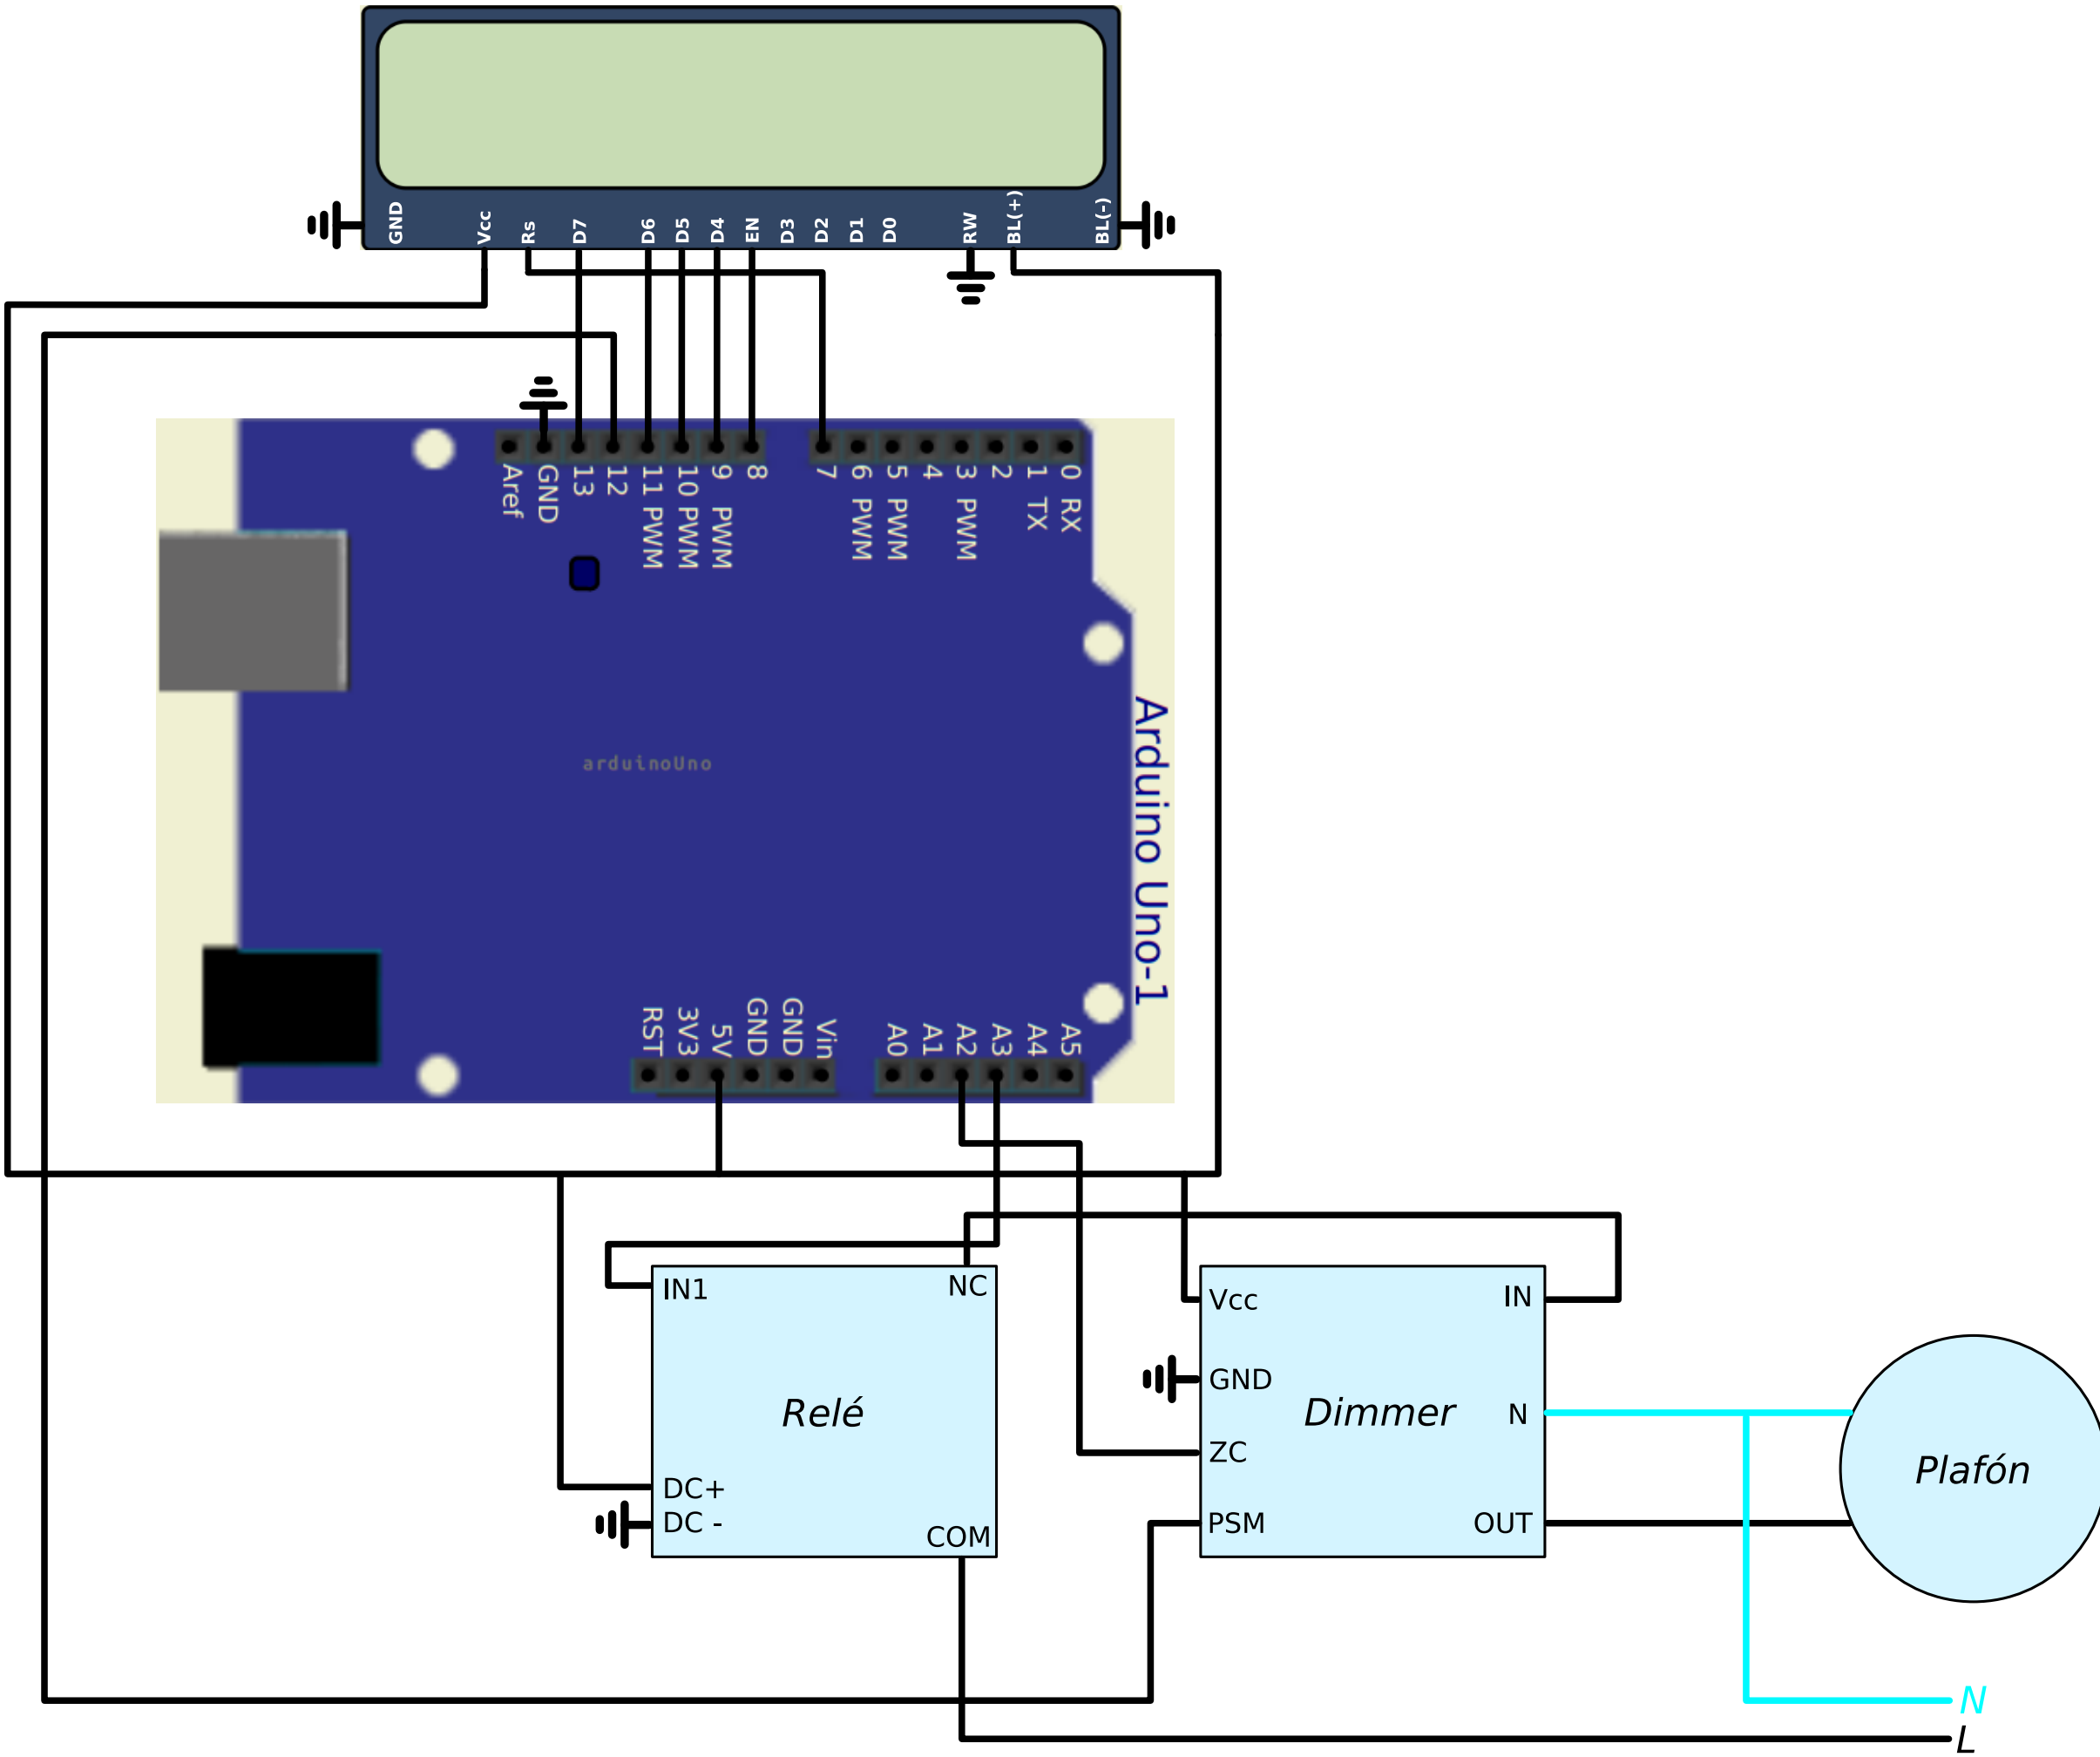 GND Vcc Rs D7 D6 D5 D4 EN D3 D2 D1 D0 RW BL(+) BL(-)
Aref GND 13 12 11 PWM 10 PWM 9 PWM 8 7 6 PWM 5 PWM 4 3 PWM 2 1 TX 0 RX
arduinoUno
Arduino Uno-1
RST 3V3 5V GND GND Vin A0 A1 A2 A3 A4 A5
IN1
NC
Relé
DC+
DC -
COM
Vcc
IN
GND
Dimmer
N
ZC
PSM
OUT
Plafón
N
L